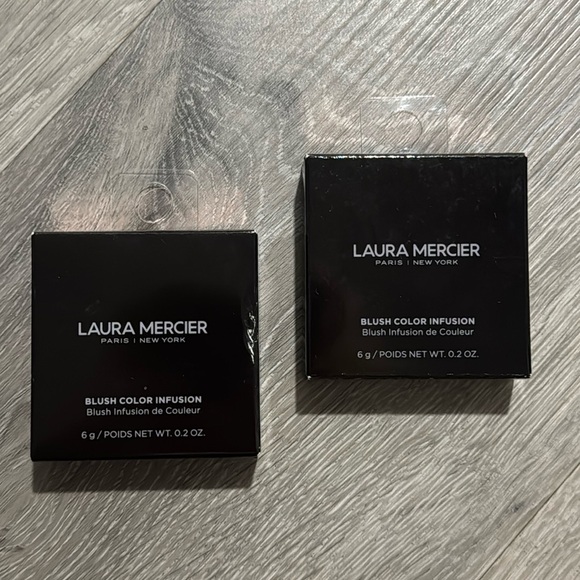 LAURA MERCIER
PARIS | NEW YORK
BLUSH COLOR INFUSION
Blush Infusion de Couleur
6 g / POIDS NET WT. 0.2 OZ.
LAURA MERCIER
PARIS | NEW YORK
BLUSH COLOR INFUSION
Blush Infusion de Couleur
6 g / POIDS NET WT. 0.2 OZ.